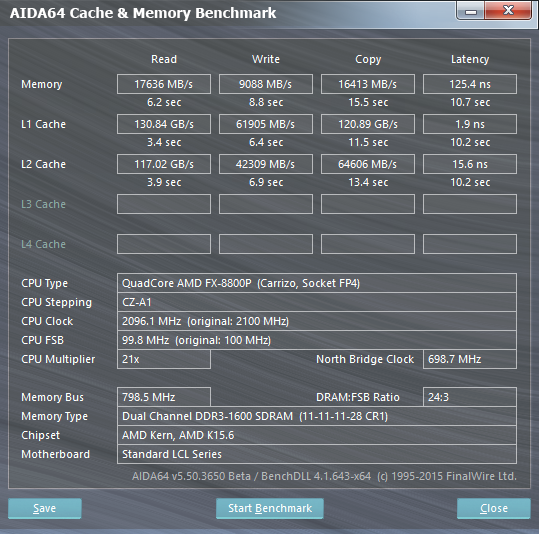 AIDA64 Cache & Memory Benchmark
Read Write Copy Latency
Memory 17636 MB/s 9088 MB/s 16413 MB/s 125.4 ns
6.2 sec 8.8 sec 15.5 sec 10.7 sec
L1 Cache 130.84 GB/s 61905 MB/s 120.89 GB/s 1.9 ns
3.4 sec 6.4 sec 11.5 sec 10.2 sec
L2 Cache 117.02 GB/s 42309 MB/s 64606 MB/s 15.6 ns
3.9 sec 6.9 sec 13.4 sec 10.2 sec
L3 Cache
L4 Cache
CPU Type QuadCore AMD FX-8800P (Carrizo, Socket FP4)
CPU Stepping CZ-A1
CPU Clock 2096.1 MHz (original: 2100 MHz)
CPU FSB 99.8 MHz (original: 100 MHz)
CPU Multiplier 21x North Bridge Clock 698.7 MHz
Memory Bus 798.5 MHz DRAM:FSB Ratio 24:3
Memory Type Dual Channel DDR3-1600 SDRAM (11-11-11-28 CR1)
Chipset AMD Kern, AMD K15.6
Motherboard Standard LCL Series
AIDA64 v5.50.3650 Beta / BenchDLL 4.1.643-x64 (c) 1995-2015 FinalWire Ltd.
Save Start Benchmark Close